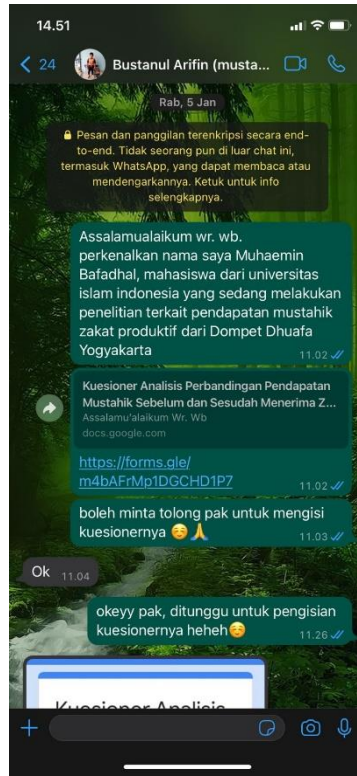 14.51
24
Bustanul Arifin (musta...
Rab, 5 Jan
Pesan dan panggilan terenkripsi secara end-
to-end. Tidak seorang pun di luar chat ini,
termasuk WhatsApp, yang dapat membaca atau
mendengarkannya. Ketuk untuk info
selengkapnya.
Assalamualaikum wr. wb.
perkenalkan nama saya Muhaemin
Bafadhal, mahasiswa dari universitas
islam indonesia yang sedang melakukan
penelitian terkait pendapatan mustahik
zakat produktif dari Dompet Dhuafa
Yogyakarta
11.02
Kuesioner Analisis Perbandingan Pendapatan
Mustahik Sebelum dan Sesudah Menerima Z...
Assalamu'alaikum Wr. Wb
docs.google.com
https://forms.gle/
m4bAFrMp1DGCHD1P7
11.02
boleh minta tolong pak untuk mengisi
kuesionernya ☺️🙏
11.03
Ok
11.04
okeyy pak, ditunggu untuk pengisian
kuesionernya heheh☺️
11.26
Kuesioner Analisis